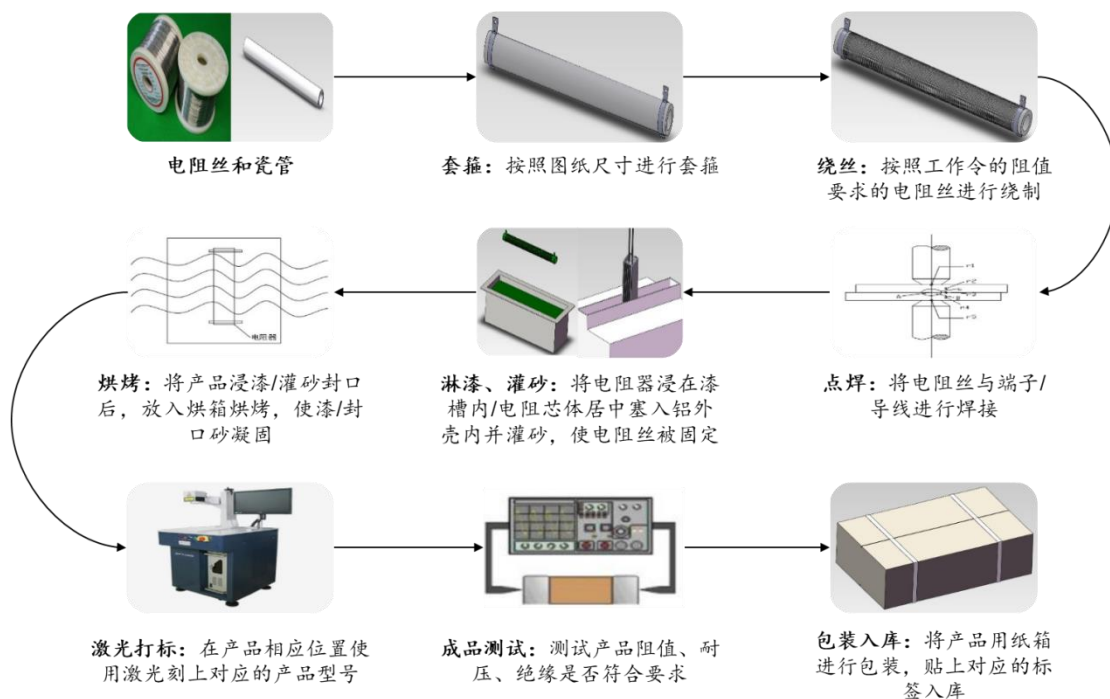 电阻丝和瓷管
套箍：按照图纸尺寸进行套箍
绕丝：按照工作令的阻值
要求的电阻丝进行绕制
电阻器
烘烤：将产品浸漆/灌砂封口
后，放入烘箱烘烤，使漆/封
口砂凝固
淋漆、灌砂：将电阻器浸在漆
槽内/电阻芯体居中塞入铝外
壳内并灌砂，使电阻丝被固定
点焊：将电阻丝与端子/
导线进行焊接
激光打标：在产品相应位置使
用激光刻上对应的产品型号
成品测试：测试产品阻值、耐
压、绝缘是否符合要求
包装入库：将产品用纸箱
进行包装，贴上对应的标
签入库